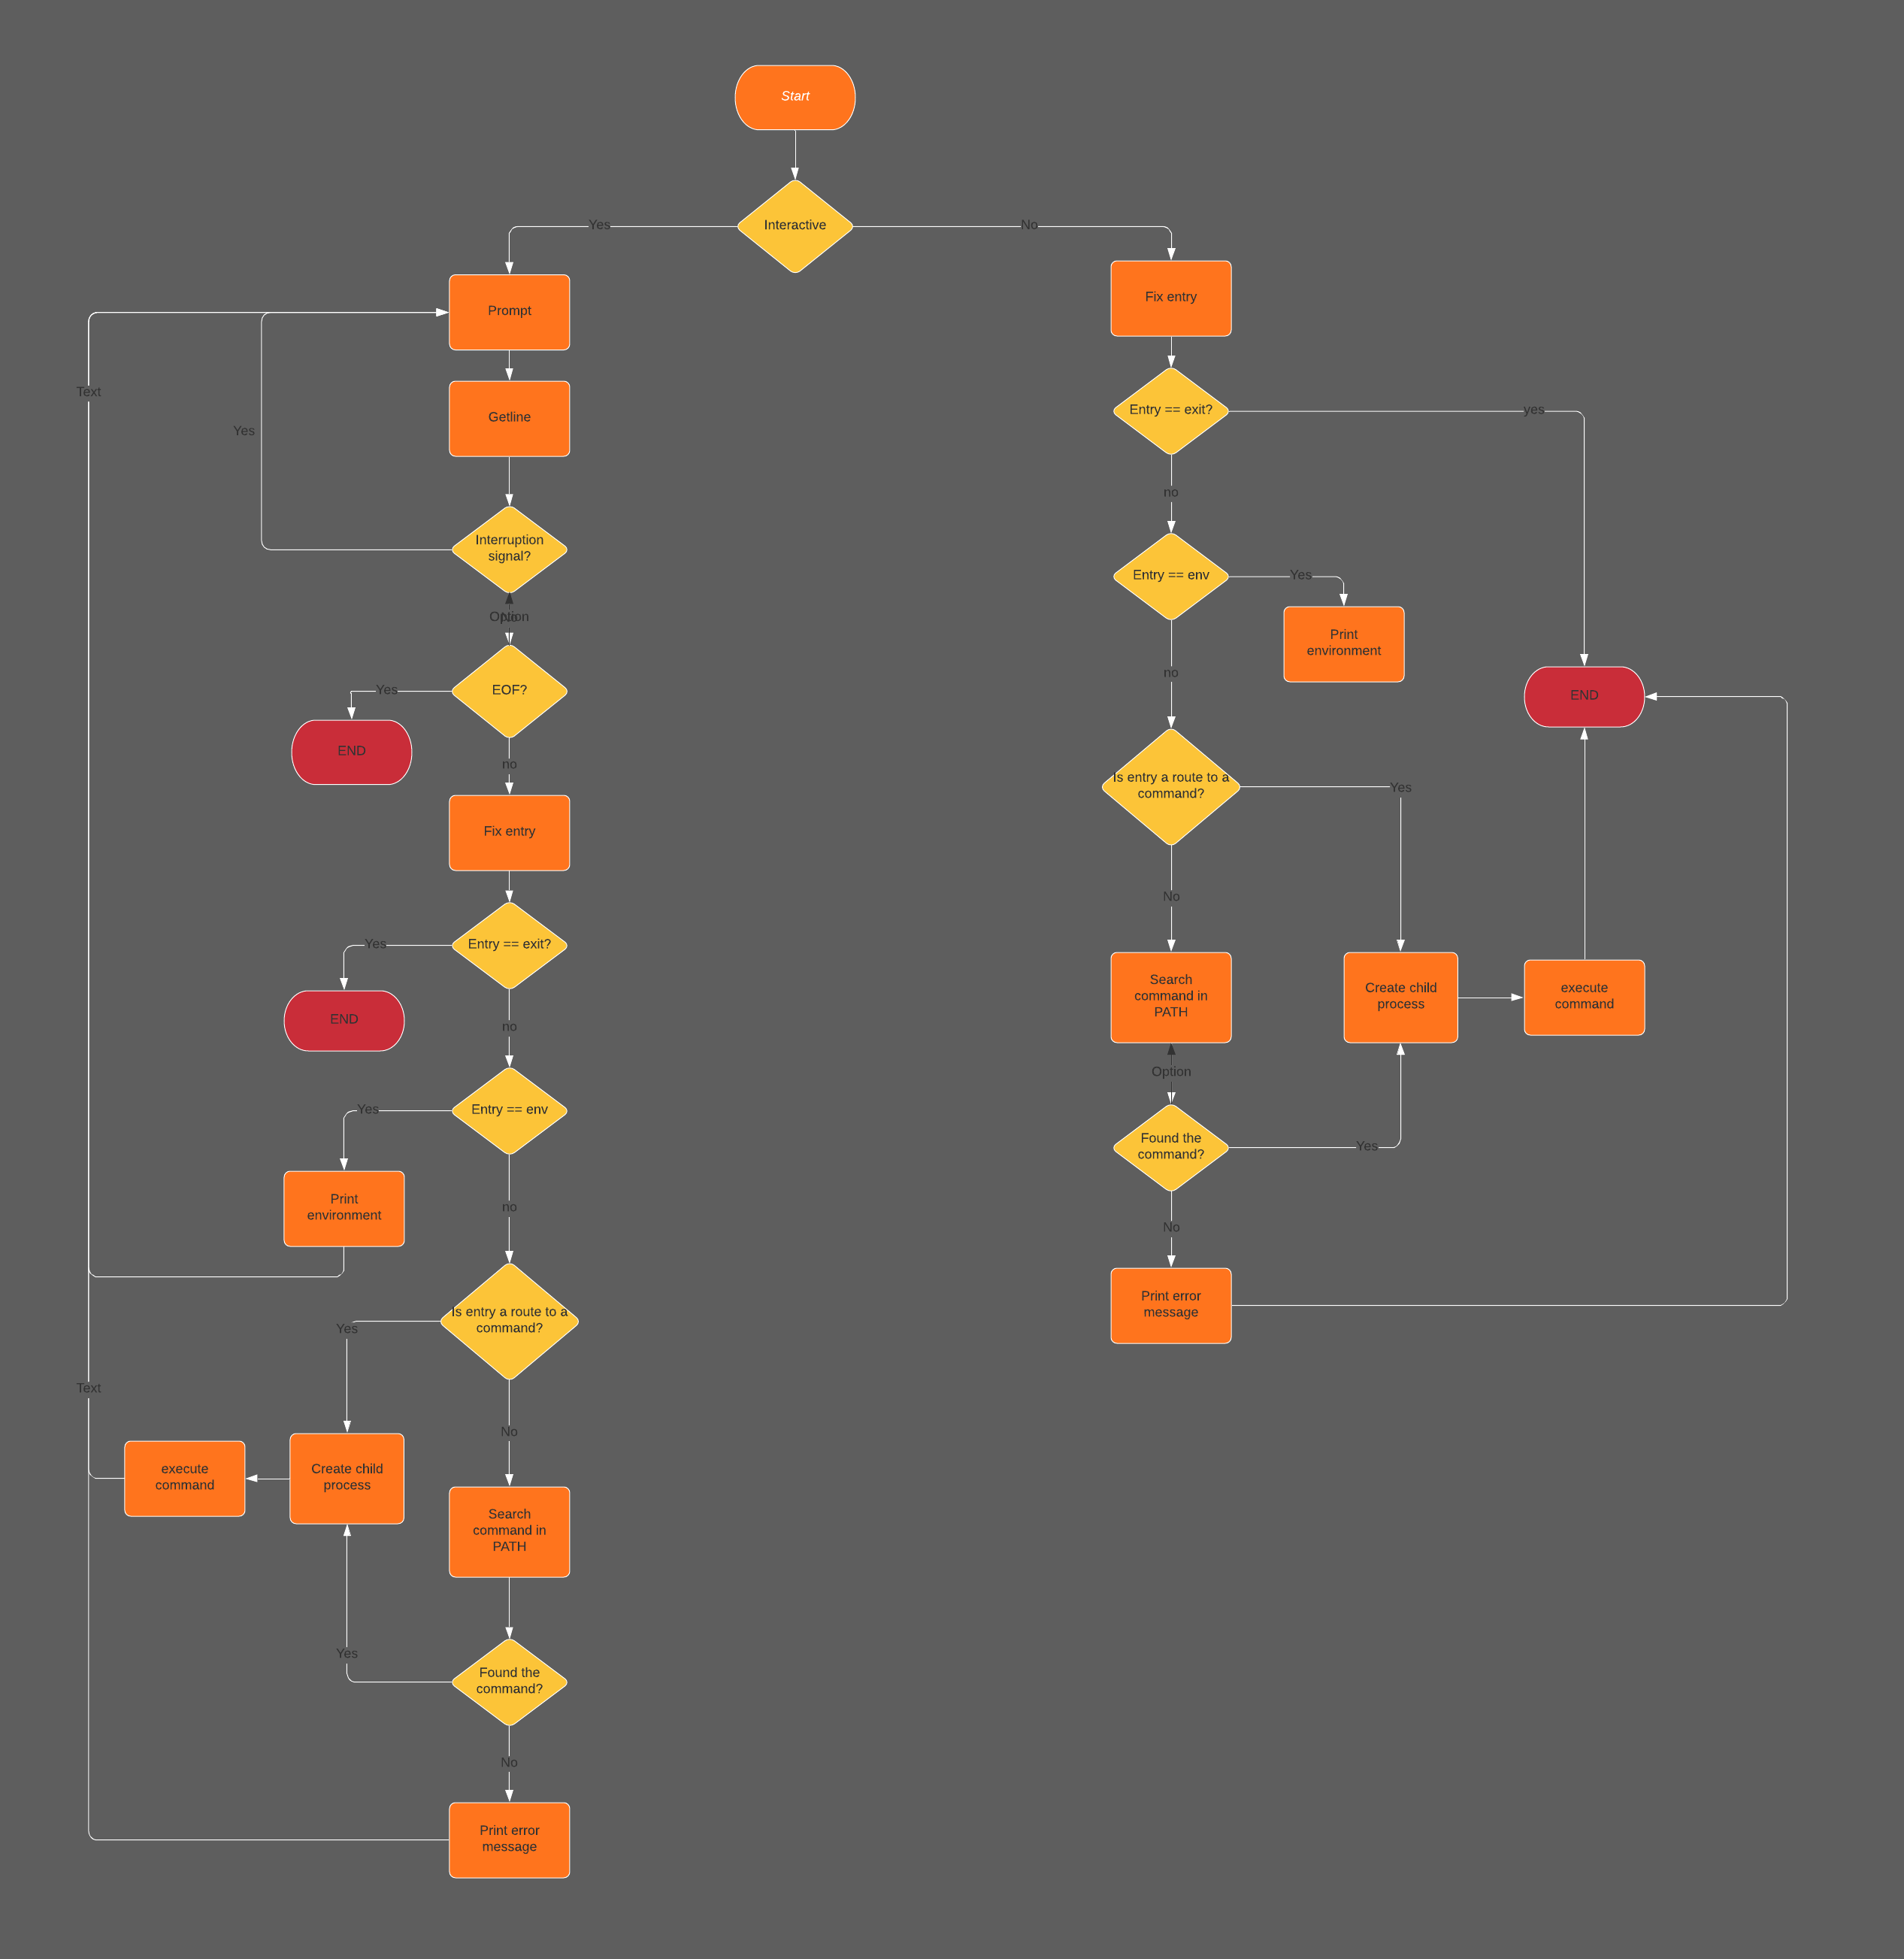 Start
Interactive
Yes
No
Prompt
Getline
Text
Yes
Interruption
signal?
Option
No
EOF?
Yes
END
no
Fix entry
Entry == exit?
Yes
END
no
Entry == env
Yes
Print
environment
no
Is entry a route to a
command?
Yes
Text
No
execute
command
Create child
process
Search
command in
PATH
Yes
Found the
command?
No
Print error
message
Fix entry
Entry == exit?
yes
no
Entry == env
Yes
Print
environment
END
no
Is entry a route to a
command?
Yes
No
Search
command in
PATH
Create child
process
execute
command
Option
Found the
command?
Yes
No
Print error
message